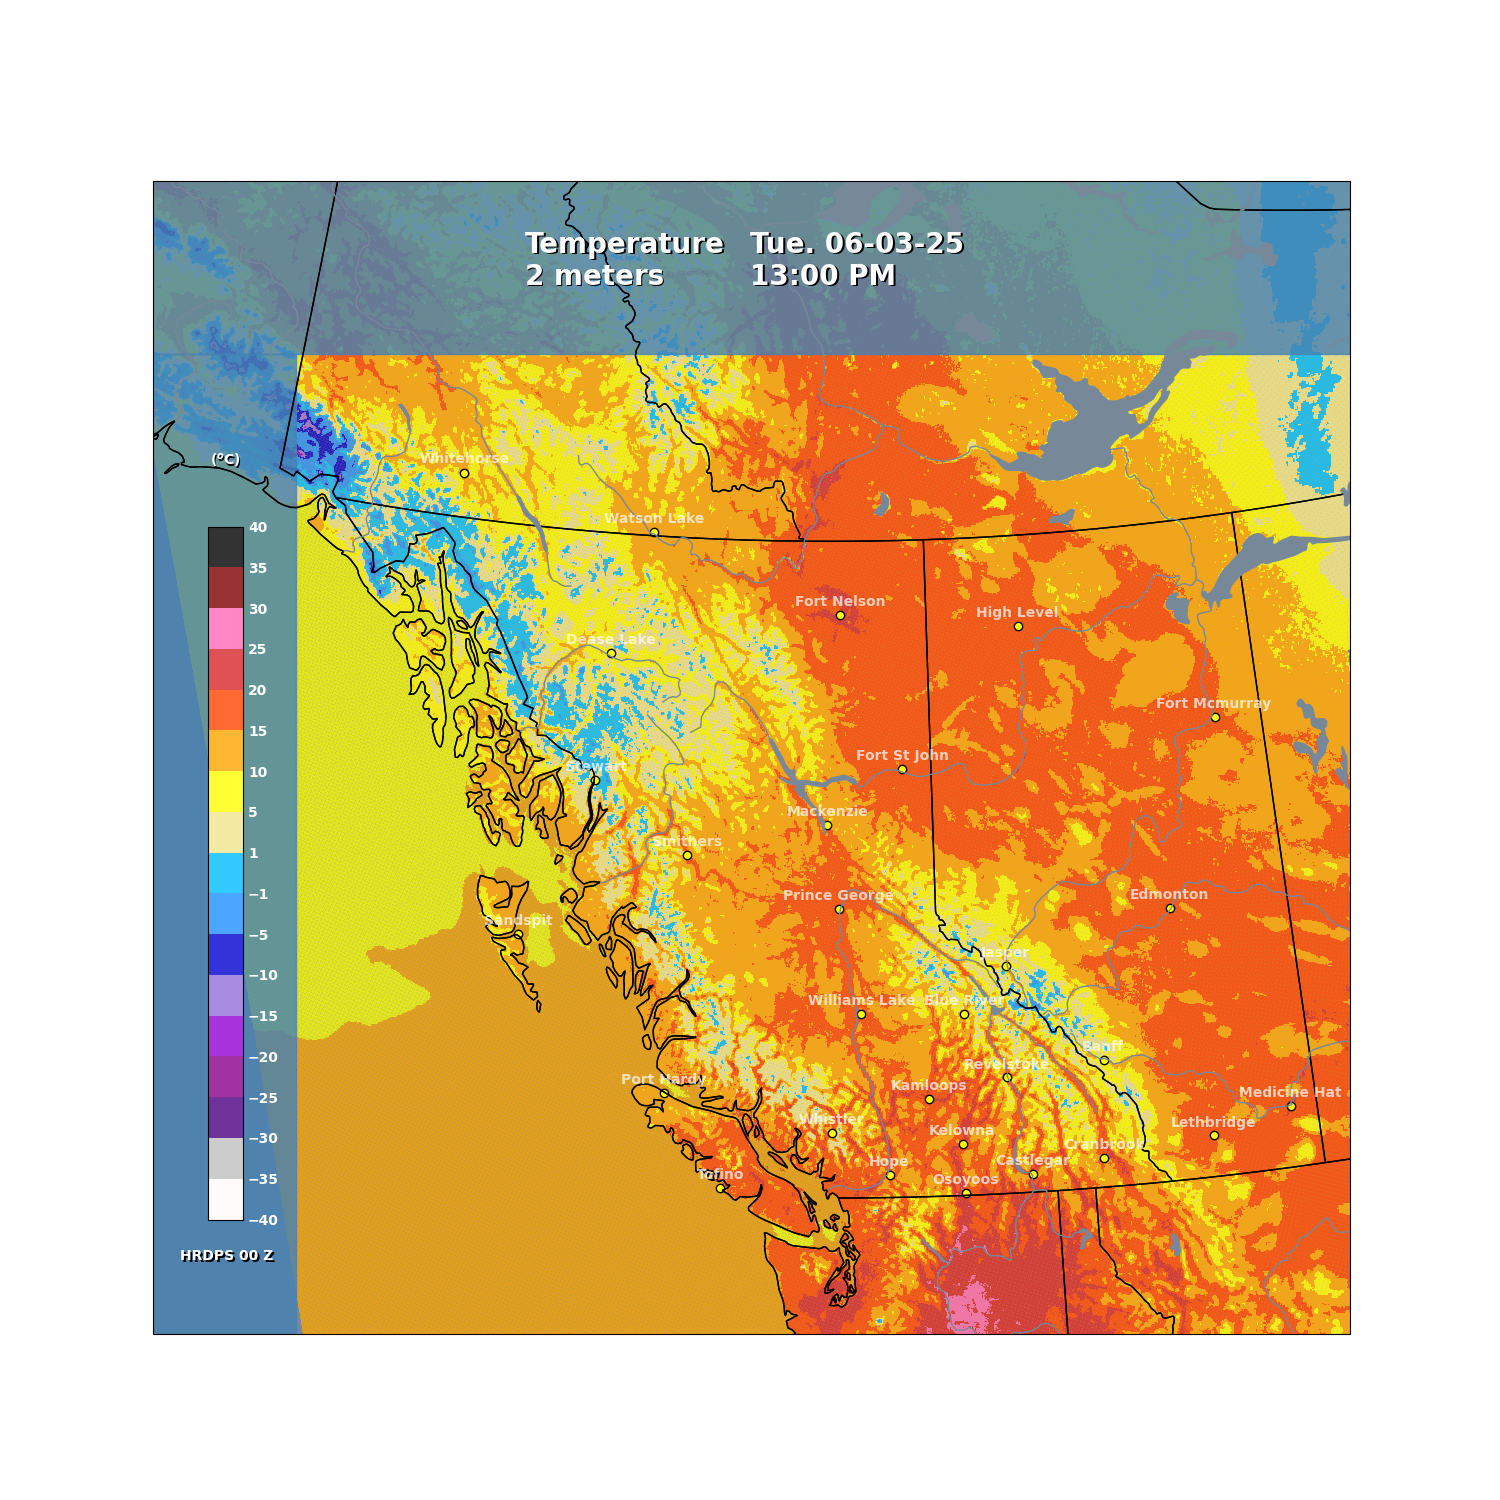 Temperature Tue. 06-03-25
2 meters 13:00 PM
(°C)
Whitehorse
Watson Lake
40
35
30
25
20
15
10
5
1
−1
−5
−10
−15
−20
−25
−30
−35
−40
Fort Nelson
High Level
Dease Lake
Fort Mcmurray
Fort St John
Stewart
Mackenzie
Smithers
Prince George
Edmonton
Sandspit
Jasper
Williams Lake
Blue River
Banff
Revelstoke
Port Hardy
Kamloops
Medicine Hat
Whistler
Lethbridge
Kelowna
Cranbrook
Hope
Castlegar
Tofino
Osoyoos
HRDPS 00 Z